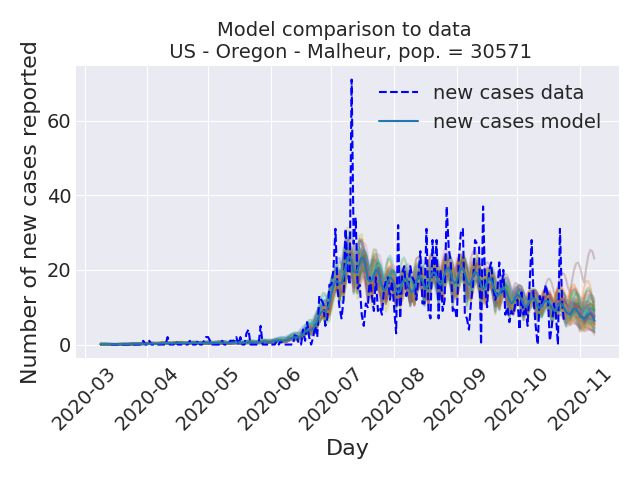 Model comparison to data
US - Oregon - Malheur, pop. = 30571
Number of new cases reported
60
40
20
0
new cases data
new cases model
2020-03
2020-04
2020-05
2020-06
2020-07
2020-08
2020-09
2020-10
2020-11
Day